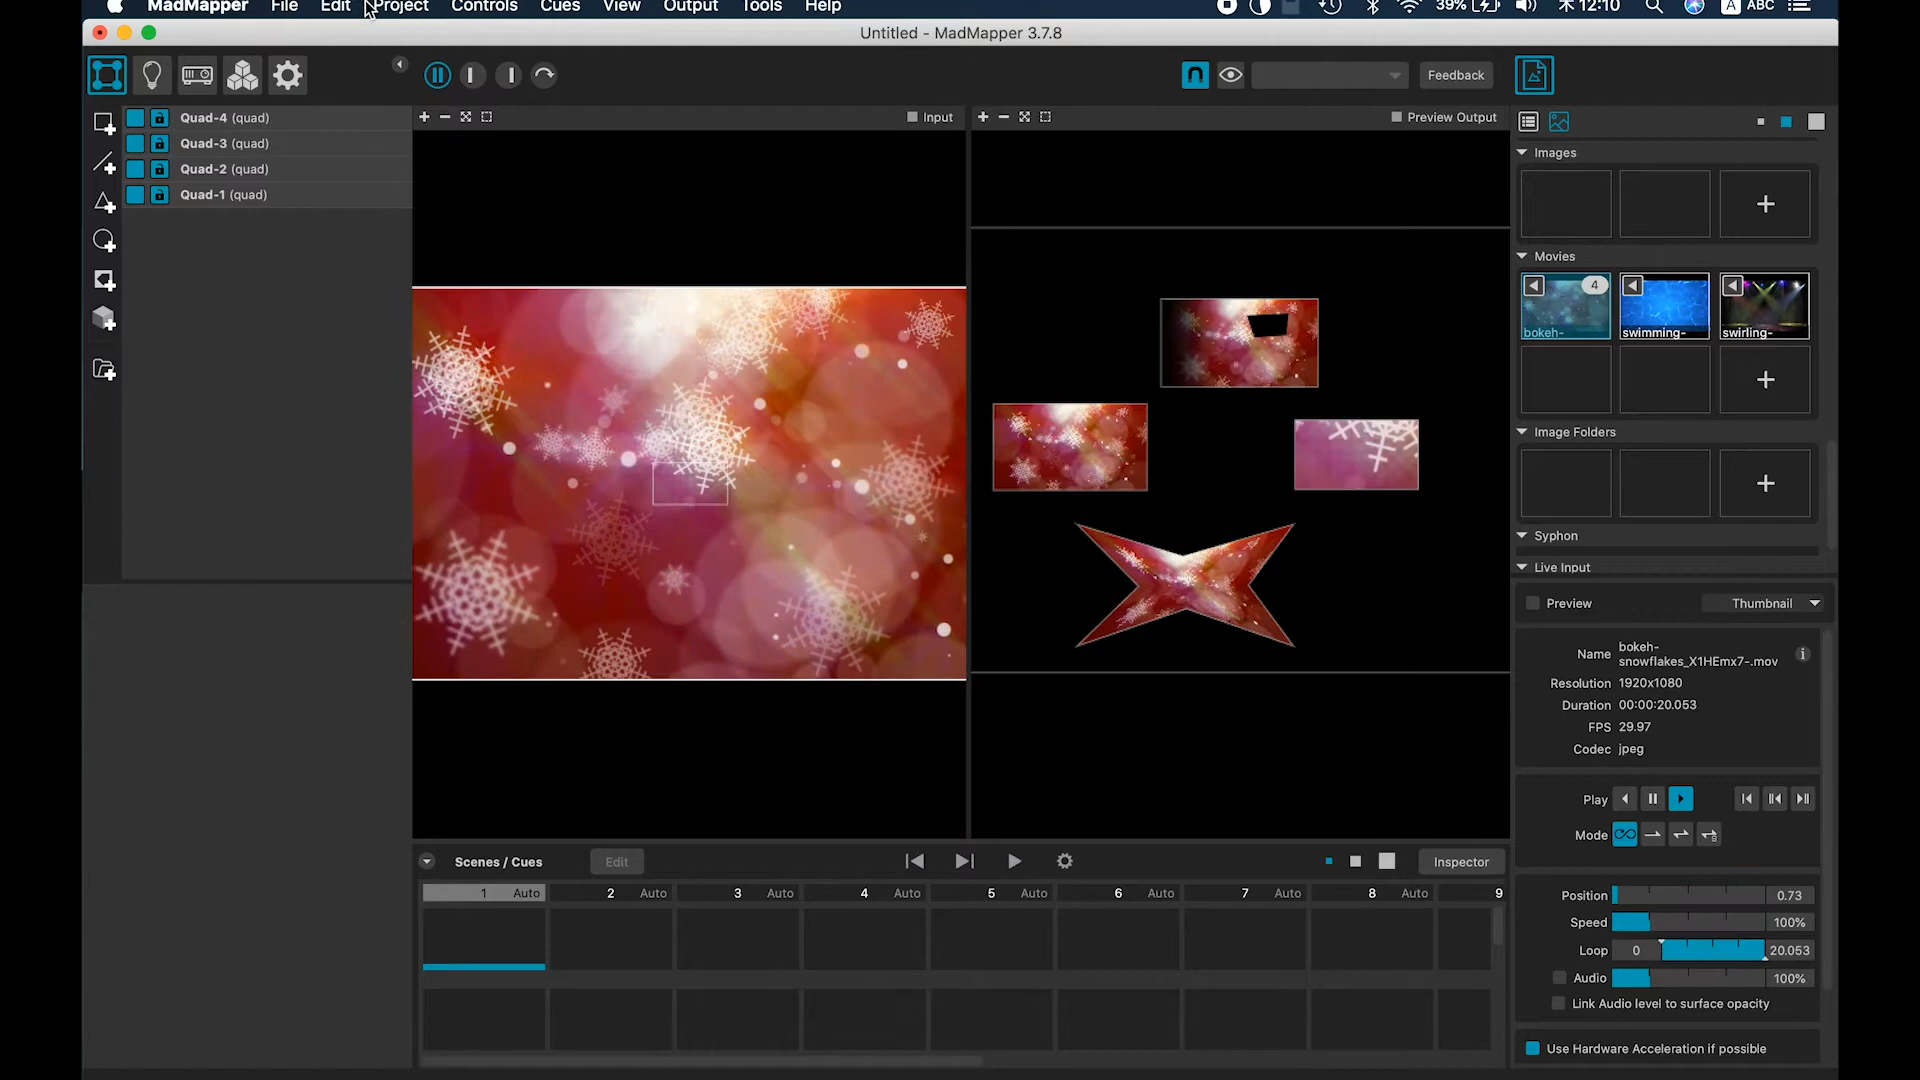 MadMapper File Edit Project Controls Cues View Output Tools Help 39% 木12:10 A ABC
Untitled - MadMapper 3.7.8
Feedback
Quad-4 (quad)
Quad-3 (quad)
Quad-2 (quad)
Quad-1 (quad)
Input
Preview Output
Images
Movies
4
bokeh- swimming- swirling-
Image Folders
Syphon
Live Input
Preview Thumbnail
Name bokeh-
snowflakes_X1HEmx7-.mov
Resolution 1920x1080
Duration 00:00:20.053
FPS 29.97
Codec jpeg
Play
Mode
Position 0.73
Speed 100%
Loop 0 20.053
Audio 100%
Link Audio level to surface opacity
Use Hardware Acceleration if possible
Scenes / Cues Edit Inspector
1 Auto 2 Auto 3 Auto 4 Auto 5 Auto 6 Auto 7 Auto 8 Auto 9